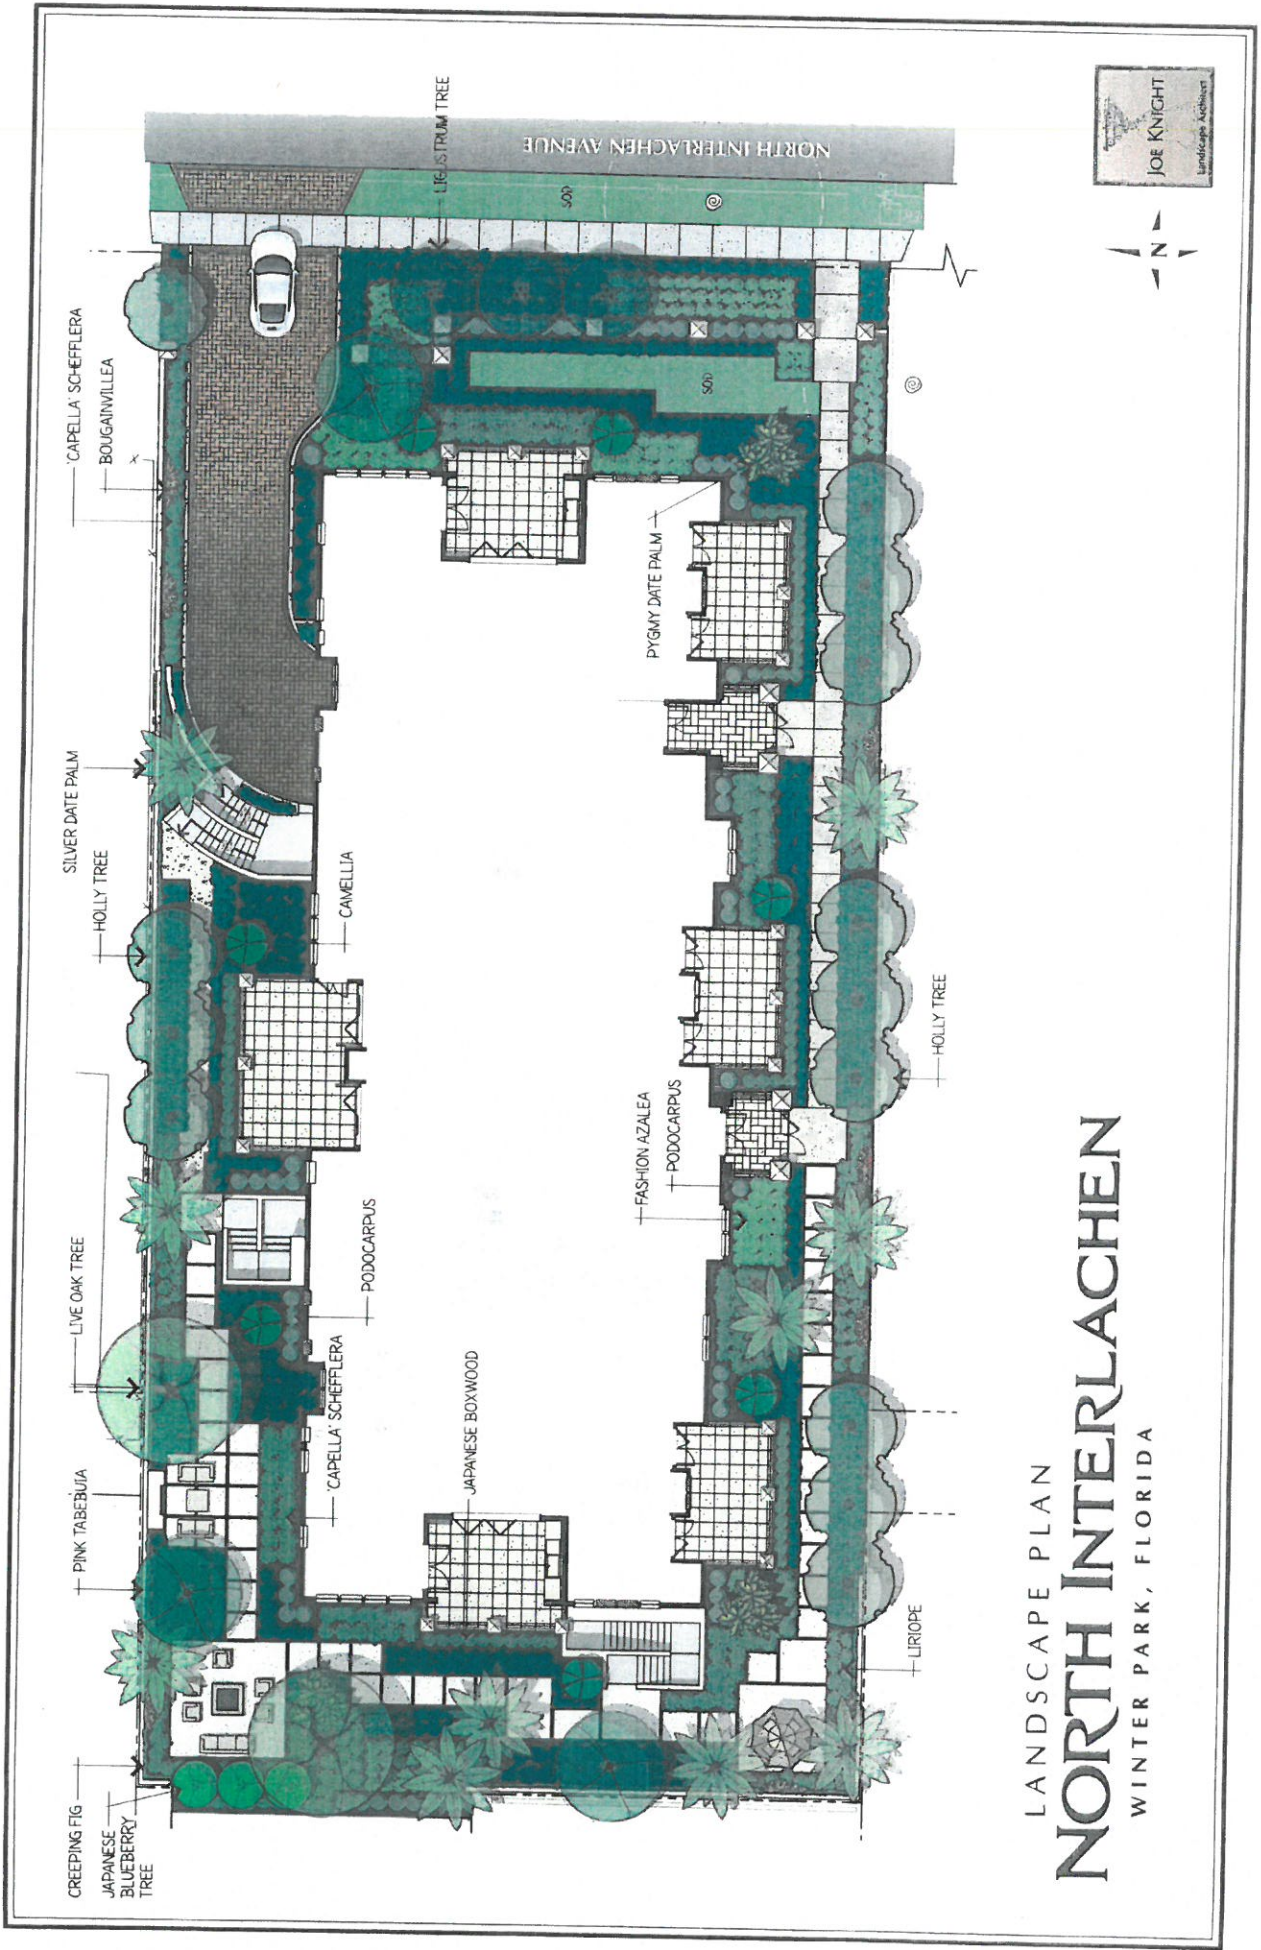 CREEPING FIG
JAPANESE
BLUEBERRY
TREE
PINK TABEBUIA
LIVE OAK TREE
HOLLY TREE
SILVER DATE PALM
'CAPELLA' SCHEFFLERA
BOUGAINVILLEA
LIGUSTRUM TREE
NORTH INTERLACHEN AVENUE
SOD
SOD
CAMELLIA
PODOCARPUS
'CAPELLA' SCHEFFLERA
JAPANESE BOXWOOD
PYGMY DATE PALM
FASHION AZALEA
PODOCARPUS
HOLLY TREE
LIRIOPE
LANDSCAPE PLAN
NORTH INTERLACHEN
WINTER PARK, FLORIDA
N
JOE KNIGHT
Landscape Architect